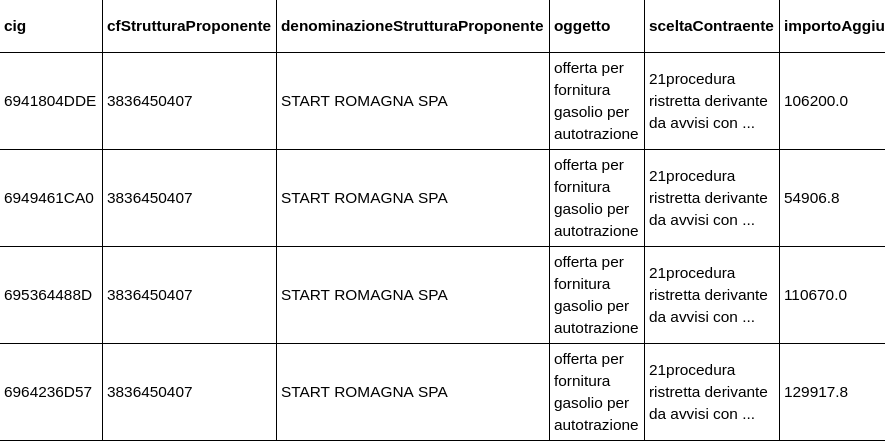 cig cfStrutturaProponente denominazioneStrutturaProponente oggetto sceltaContraente importoAggiu
6941804DDE 3836450407 START ROMAGNA SPA offerta per fornitura gasolio per autotrazione 21procedura ristretta derivante da avvisi con ... 106200.0
6949461CA0 3836450407 START ROMAGNA SPA offerta per fornitura gasolio per autotrazione 21procedura ristretta derivante da avvisi con ... 54906.8
695364488D 3836450407 START ROMAGNA SPA offerta per fornitura gasolio per autotrazione 21procedura ristretta derivante da avvisi con ... 110670.0
6964236D57 3836450407 START ROMAGNA SPA offerta per fornitura gasolio per autotrazione 21procedura ristretta derivante da avvisi con ... 129917.8